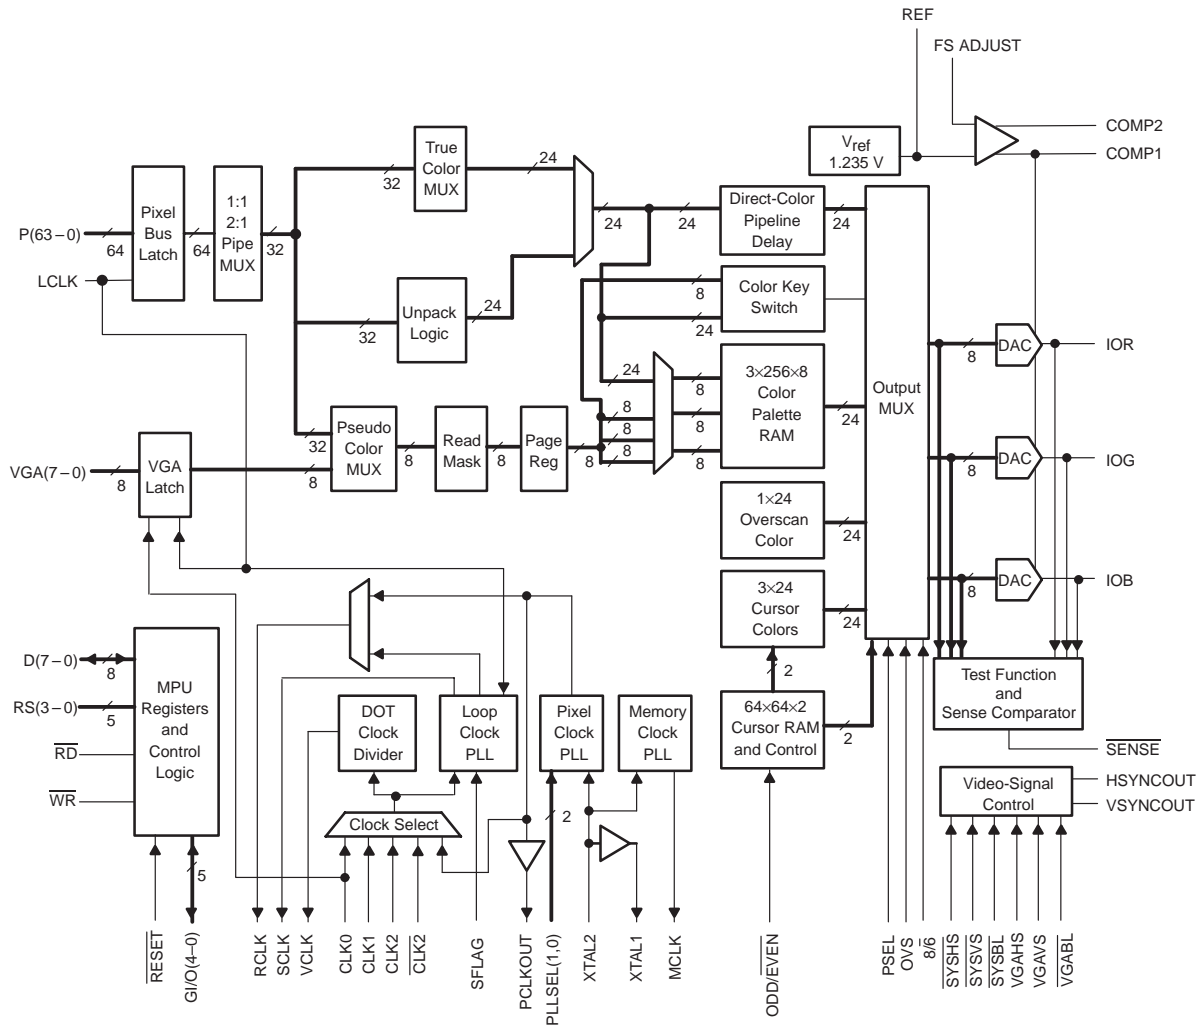 REF
FS ADJUST
COMP2
COMP1
Vref
1.235 V
True
Color
MUX
32
24
Pixel
Bus
Latch
1:1
2:1
Pipe
MUX
P(63–0)
64
64
32
LCLK
24
24
Direct-Color
Pipeline
Delay
24
Unpack
Logic
32
24
8
24
Color Key
Switch
Output
MUX
24
8
8
8
8
8
8
3×256×8
Color
Palette
RAM
24
8
DAC
IOR
Pseudo
Color
MUX
32
8
8
Read
Mask
8
Page
Reg
8
VGA(7-0)
8
VGA
Latch
8
DAC
IOG
1×24
Overscan
Color
24
8
DAC
IOB
3×24
Cursor
Colors
24
2
D(7–0)
8
RS(3–0)
5
RD
WR
MPU
Registers
and
Control
Logic
DOT
Clock
Divider
Loop
Clock
PLL
Pixel
Clock
PLL
Memory
Clock
PLL
64×64×2
Cursor RAM
and Control
2
Test Function
and
Sense Comparator
SENSE
Video-Signal
Control
HSYNCOUT
VSYNCOUT
Clock Select
2
5
RESET
GI/O(4–0)
RCLK
SCLK
VCLK
CLK0
CLK1
CLK2
CLK2
SFLAG
PCLKOUT
PLLSEL(1,0)
XTAL2
XTAL1
MCLK
ODD/EVEN
PSEL
OVS
8/6
SYSHS
SYSVS
SYSBL
VGAHS
VGAVS
VGABL